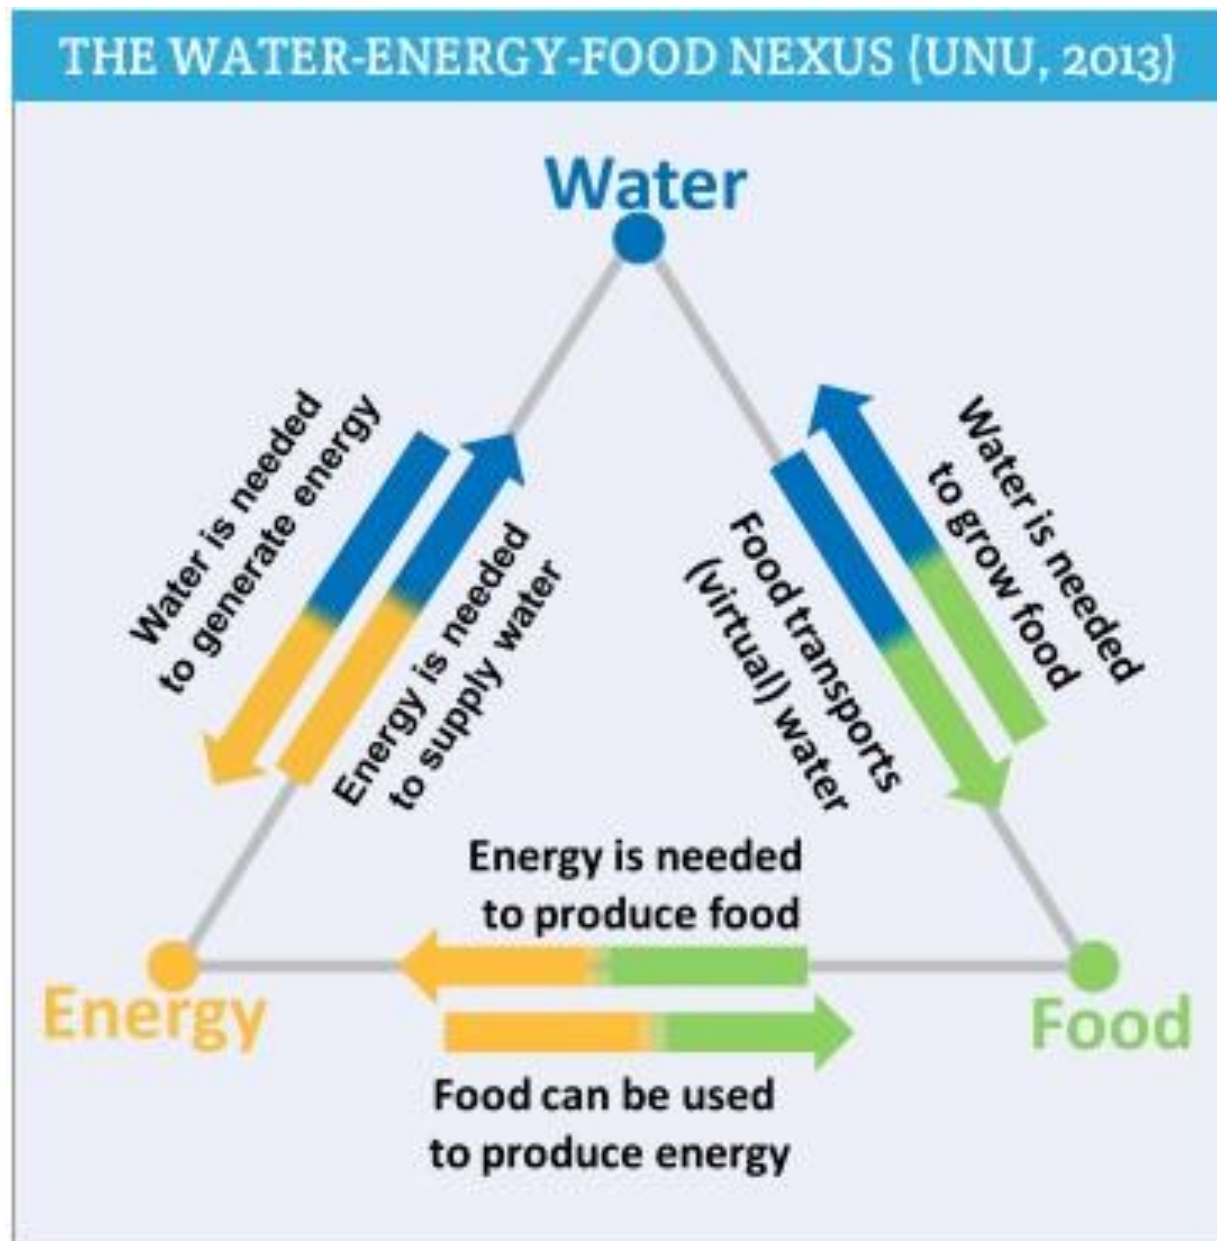 THE WATER-ENERGY-FOOD NEXUS (UNU, 2013)
Water
Water is needed
to generate energy
Energy is needed
to supply water
Food transports
(virtual) water
Water is needed
to grow food
Energy is needed
to produce food
Energy
Food
Food can be used
to produce energy